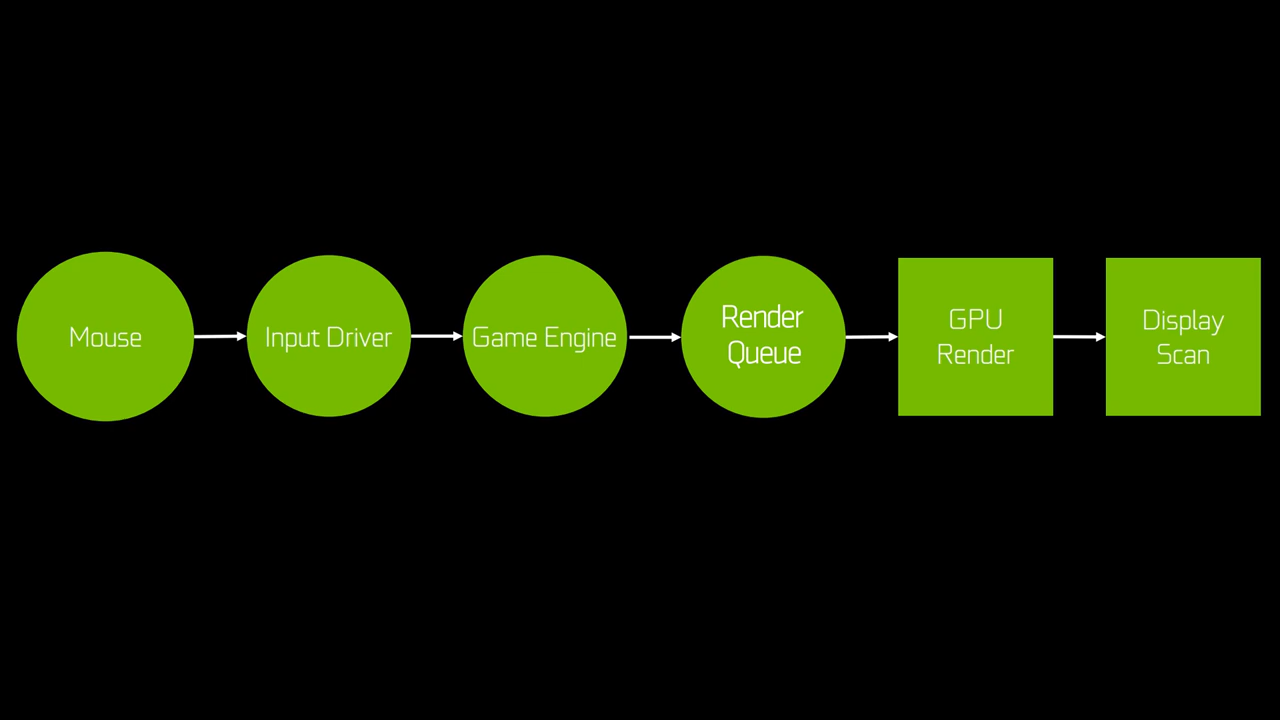 Mouse
Input Driver
Game Engine
Render
Queue
GPU
Render
Display
Scan